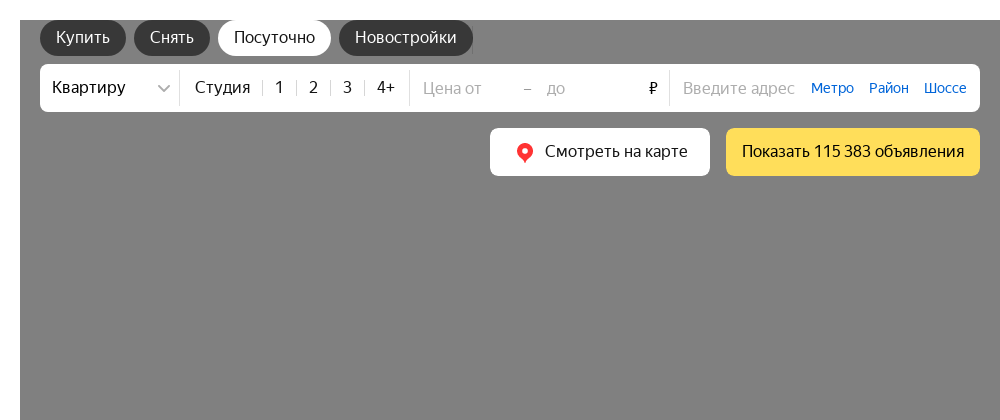 Купить Снять Посуточно Новостройки
Квартиру Студия 1 2 3 4+ Цена от – до ₽ Введите адрес Метро Район Шоссе
Смотреть на карте Показать 115 383 объявления